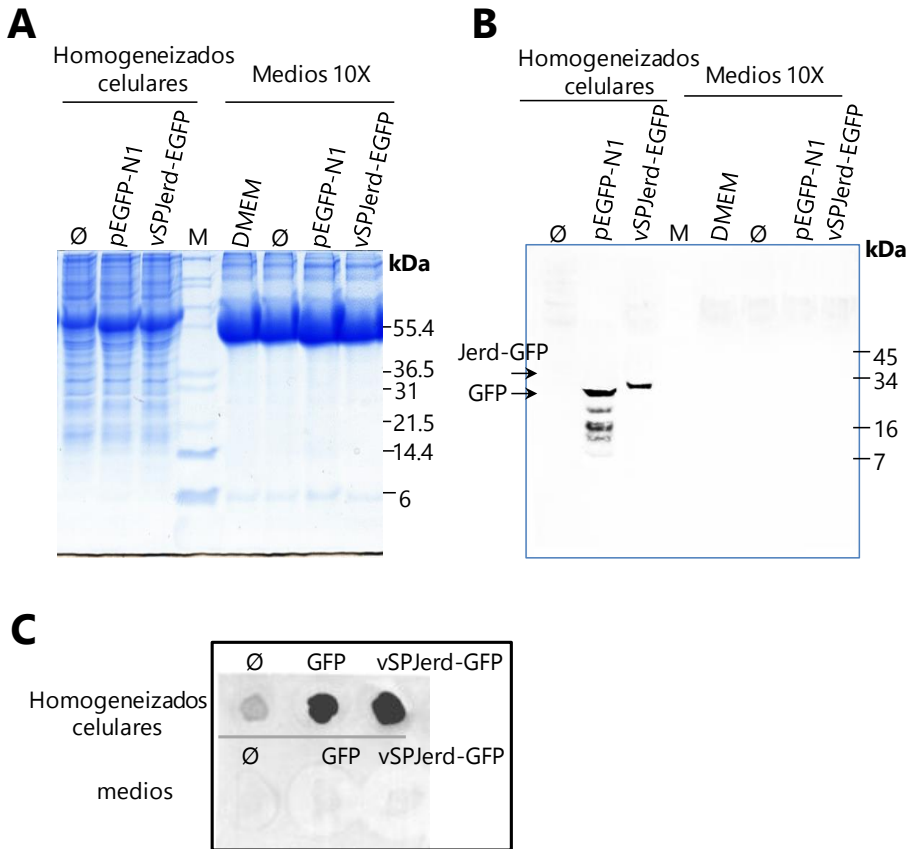 A
Homogeneizados
celulares
Medios 10X
Ø
pEGFP-N1
vSPJerd-EGFP
M
DMEM
Ø
pEGFP-N1
vSPJerd-EGFP
kDa
55.4
36.5
31
21.5
14.4
6
B
Homogeneizados
celulares
Medios 10X
Ø
pEGFP-N1
vSPJerd-EGFP
M
DMEM
Ø
pEGFP-N1
vSPJerd-EGFP
kDa
Jerd-GFP
GFP
45
34
16
7
C
Ø GFP vSPJerd-GFP
Homogeneizados
celulares
Ø GFP vSPJerd-GFP
medios